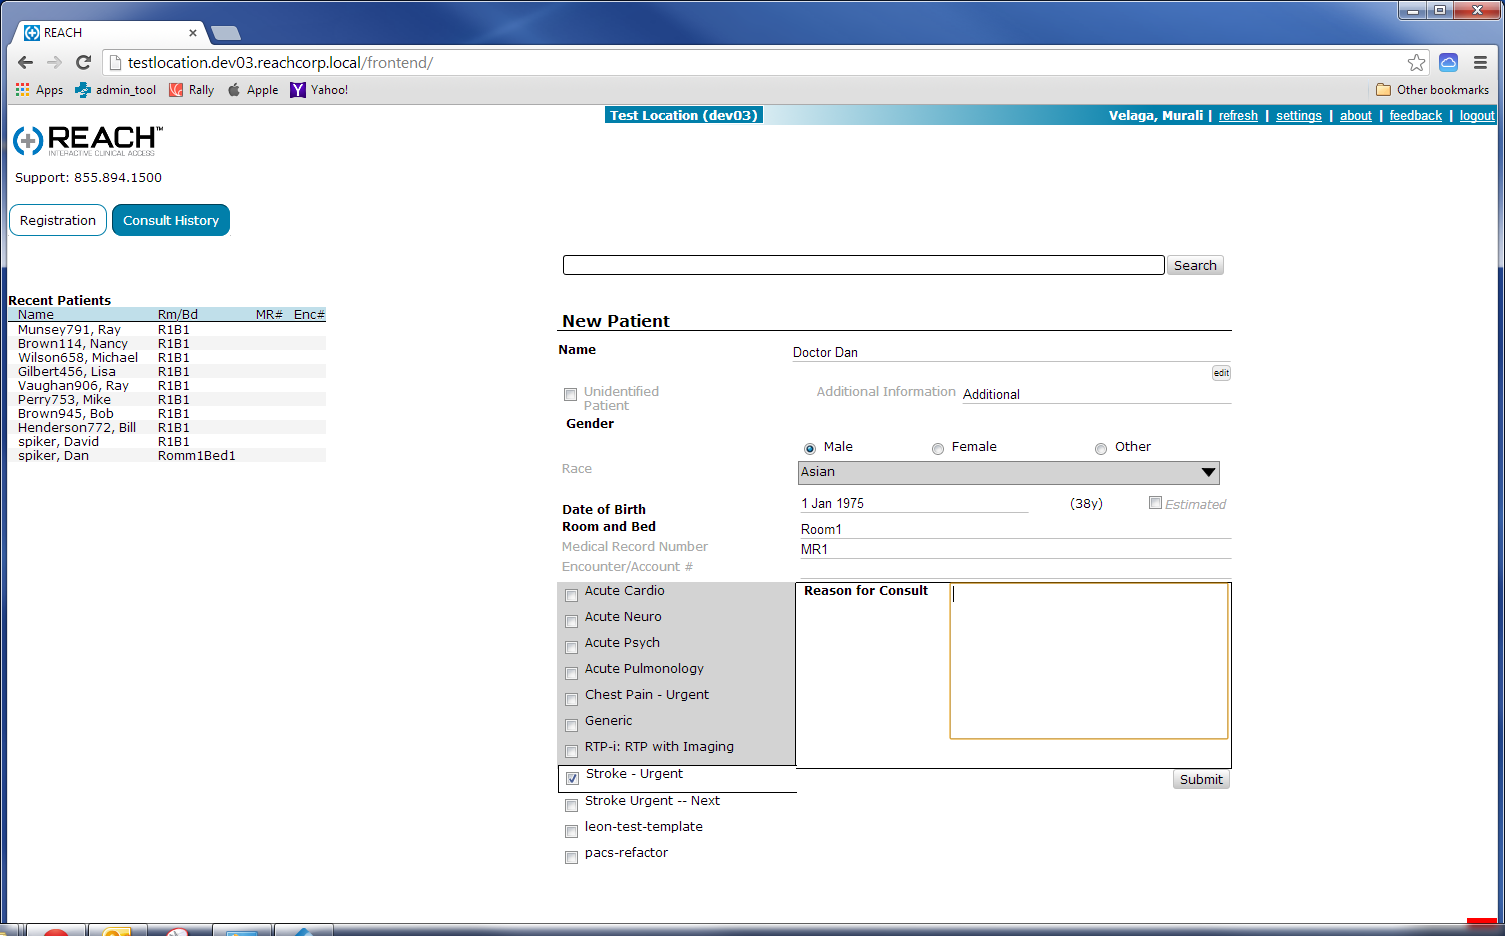 REACH
testlocation.dev03.reachcorp.local/frontend/
Apps admin_tool Rally Apple Yahoo! Other bookmarks
Test Location (dev03) Velaga, Murali | refresh | settings | about | feedback | logout
REACH™
INTERACTIVE CLINICAL ACCESS
Support: 855.894.1500
Registration Consult History
Search
Recent Patients
Name Rm/Bd MR# Enc#
Munsey791, Ray R1B1
Brown114, Nancy R1B1
Wilson658, Michael R1B1
Gilbert456, Lisa R1B1
Vaughan906, Ray R1B1
Perry753, Mike R1B1
Brown945, Bob R1B1
Henderson772, Bill R1B1
spiker, David R1B1
spiker, Dan Romm1Bed1
New Patient
Name Doctor Dan
edit
Unidentified Patient Additional Information Additional
Gender
Male Female Other
Race Asian
Date of Birth 1 Jan 1975 (38y) Estimated
Room and Bed Room1
Medical Record Number MR1
Encounter/Account #
Acute Cardio
Acute Neuro
Acute Psych
Acute Pulmonology
Chest Pain - Urgent
Generic
RTP-i: RTP with Imaging
Stroke - Urgent
Stroke Urgent -- Next
leon-test-template
pacs-refactor
Reason for Consult
Submit